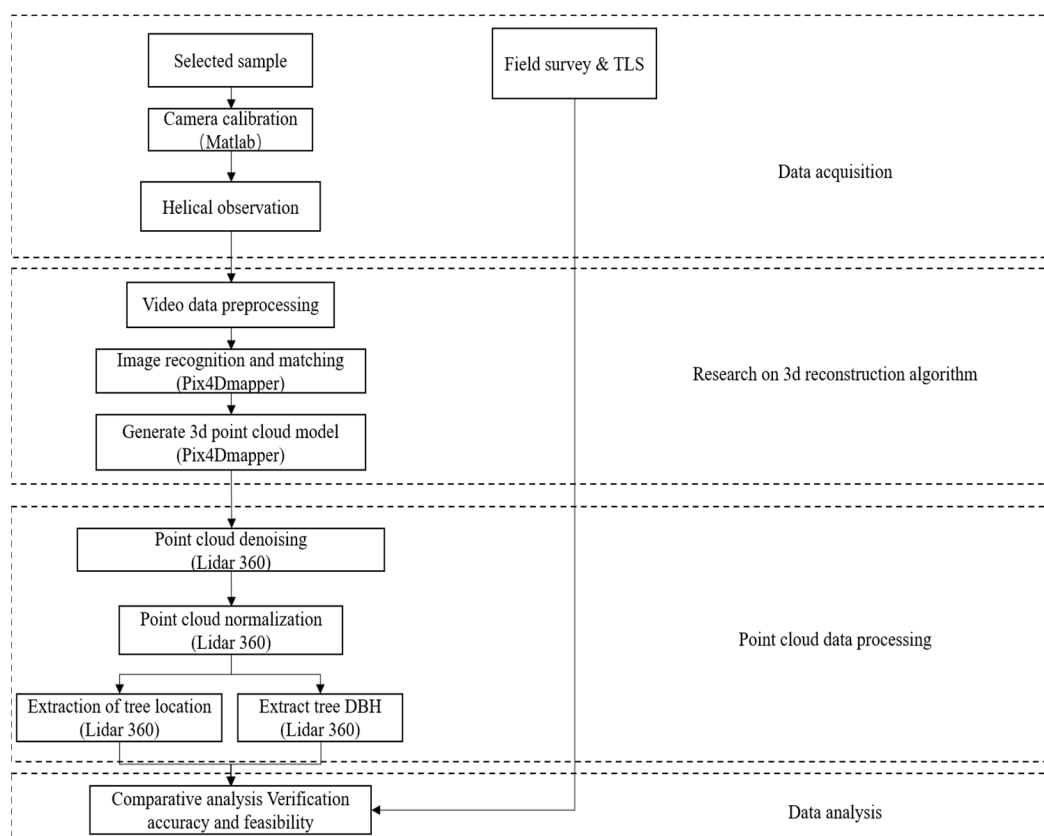 Selected sample
Field survey & TLS
Camera calibration
(Matlab）
Data acquisition
Helical observation
Video data preprocessing
Image recognition and matching
(Pix4Dmapper)
Research on 3d reconstruction algorithm
Generate 3d point cloud model
(Pix4Dmapper)
Point cloud denoising
(Lidar 360)
Point cloud normalization
(Lidar 360)
Point cloud data processing
Extraction of tree location
(Lidar 360)
Extract tree DBH
(Lidar 360)
Comparative analysis Verification
accuracy and feasibility
Data analysis